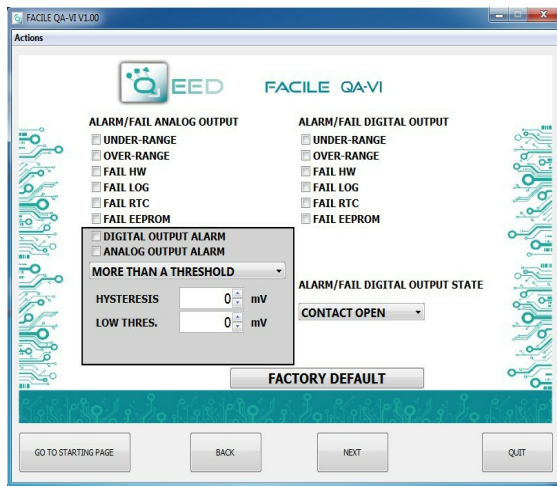 FACILE QA-VI V1.00
Actions
QEED FACILE QA-VI
ALARM/FAIL ANALOG OUTPUT
UNDER-RANGE
OVER-RANGE
FAIL HW
FAIL LOG
FAIL RTC
FAIL EEPROM
DIGITAL OUTPUT ALARM
ANALOG OUTPUT ALARM
MORE THAN A THRESHOLD
HYSTERESIS 0 mV
LOW THRES. 0 mV
ALARM/FAIL DIGITAL OUTPUT
UNDER-RANGE
OVER-RANGE
FAIL HW
FAIL LOG
FAIL RTC
FAIL EEPROM
ALARM/FAIL DIGITAL OUTPUT STATE
CONTACT OPEN
FACTORY DEFAULT
GO TO STARTING PAGE BACK NEXT QUIT